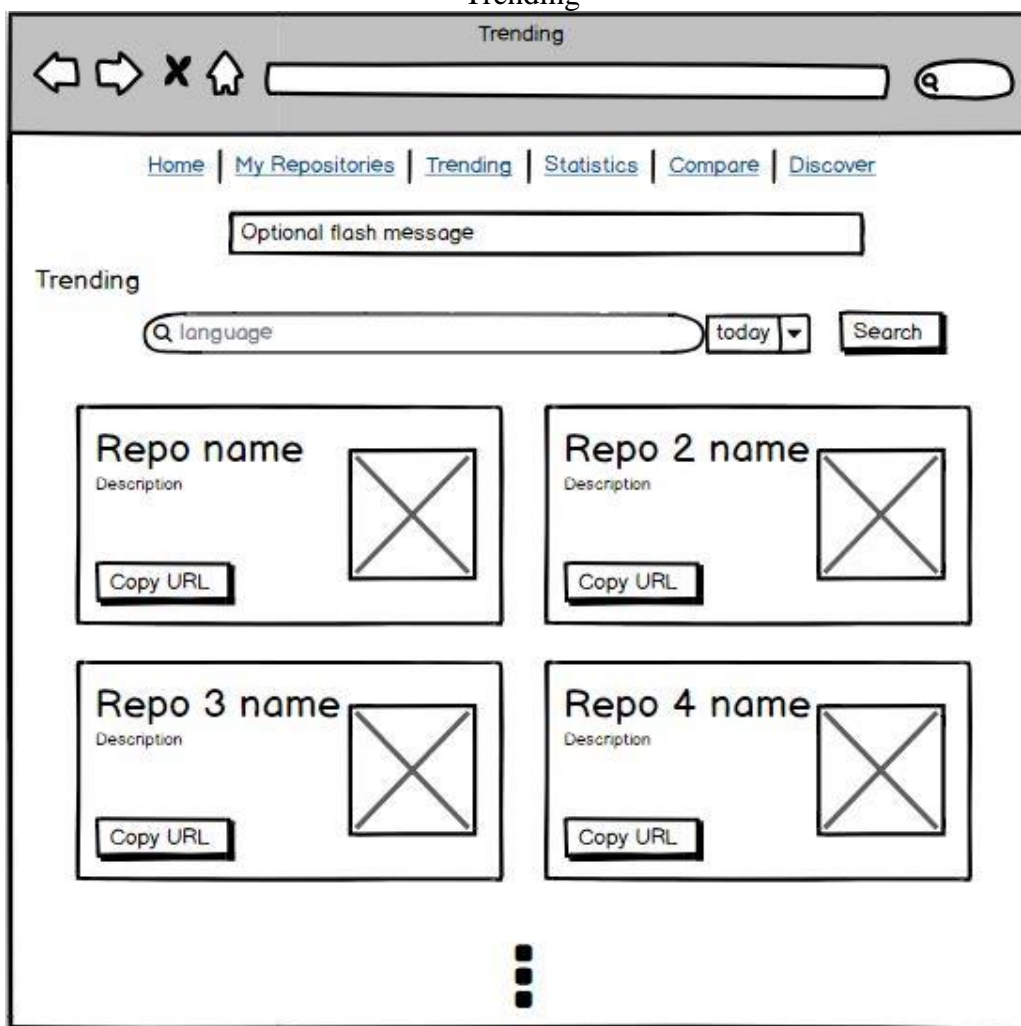 Trending
Trending
Home | My Repositories | Trending | Statistics | Compare | Discover
Optional flash message
Trending
language today Search
Repo name Repo 2 name
Description Description
Copy URL Copy URL
Repo 3 name Repo 4 name
Description Description
Copy URL Copy URL